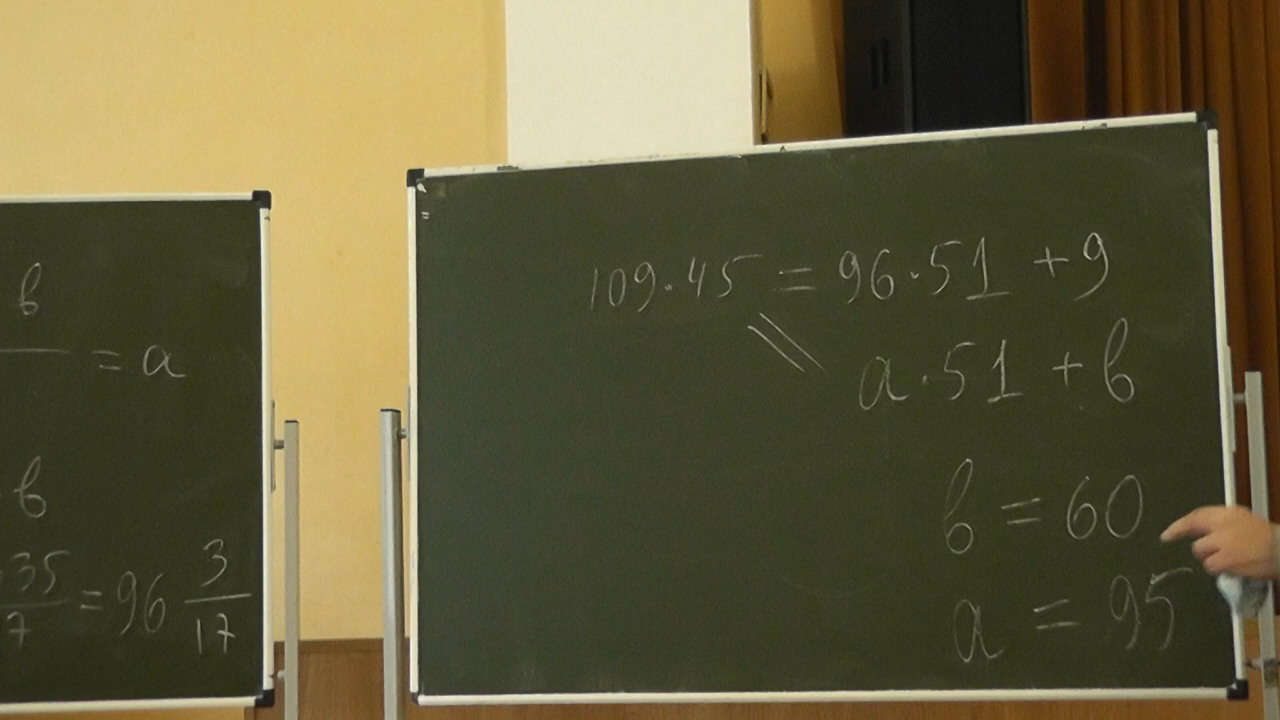 в
= a
в
35
7 = 96 3/17
109·45 = 96·51 + 9
a·51 + в
в = 60
a = 95